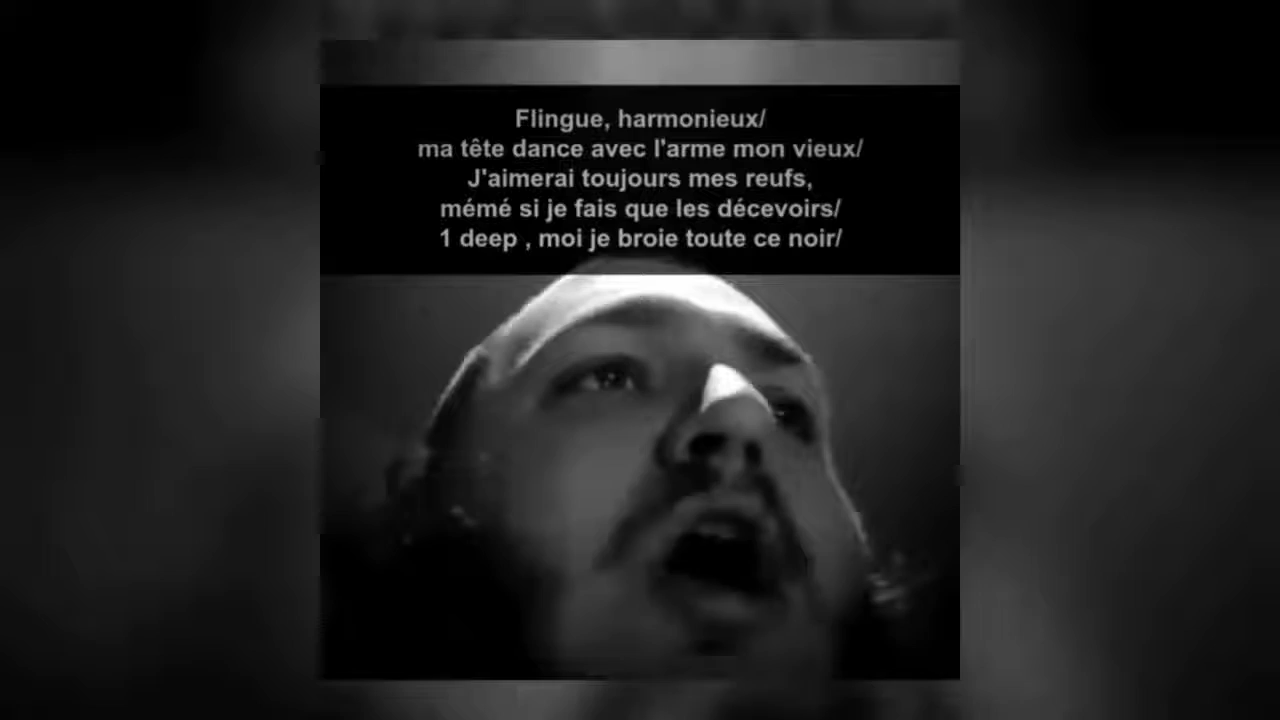 Flingue, harmonieux/
ma tête dance avec l'arme mon vieux/
J'aimerai toujours mes reufs,
mémé si je fais que les décevoirs/
1 deep , moi je broie toute ce noir/